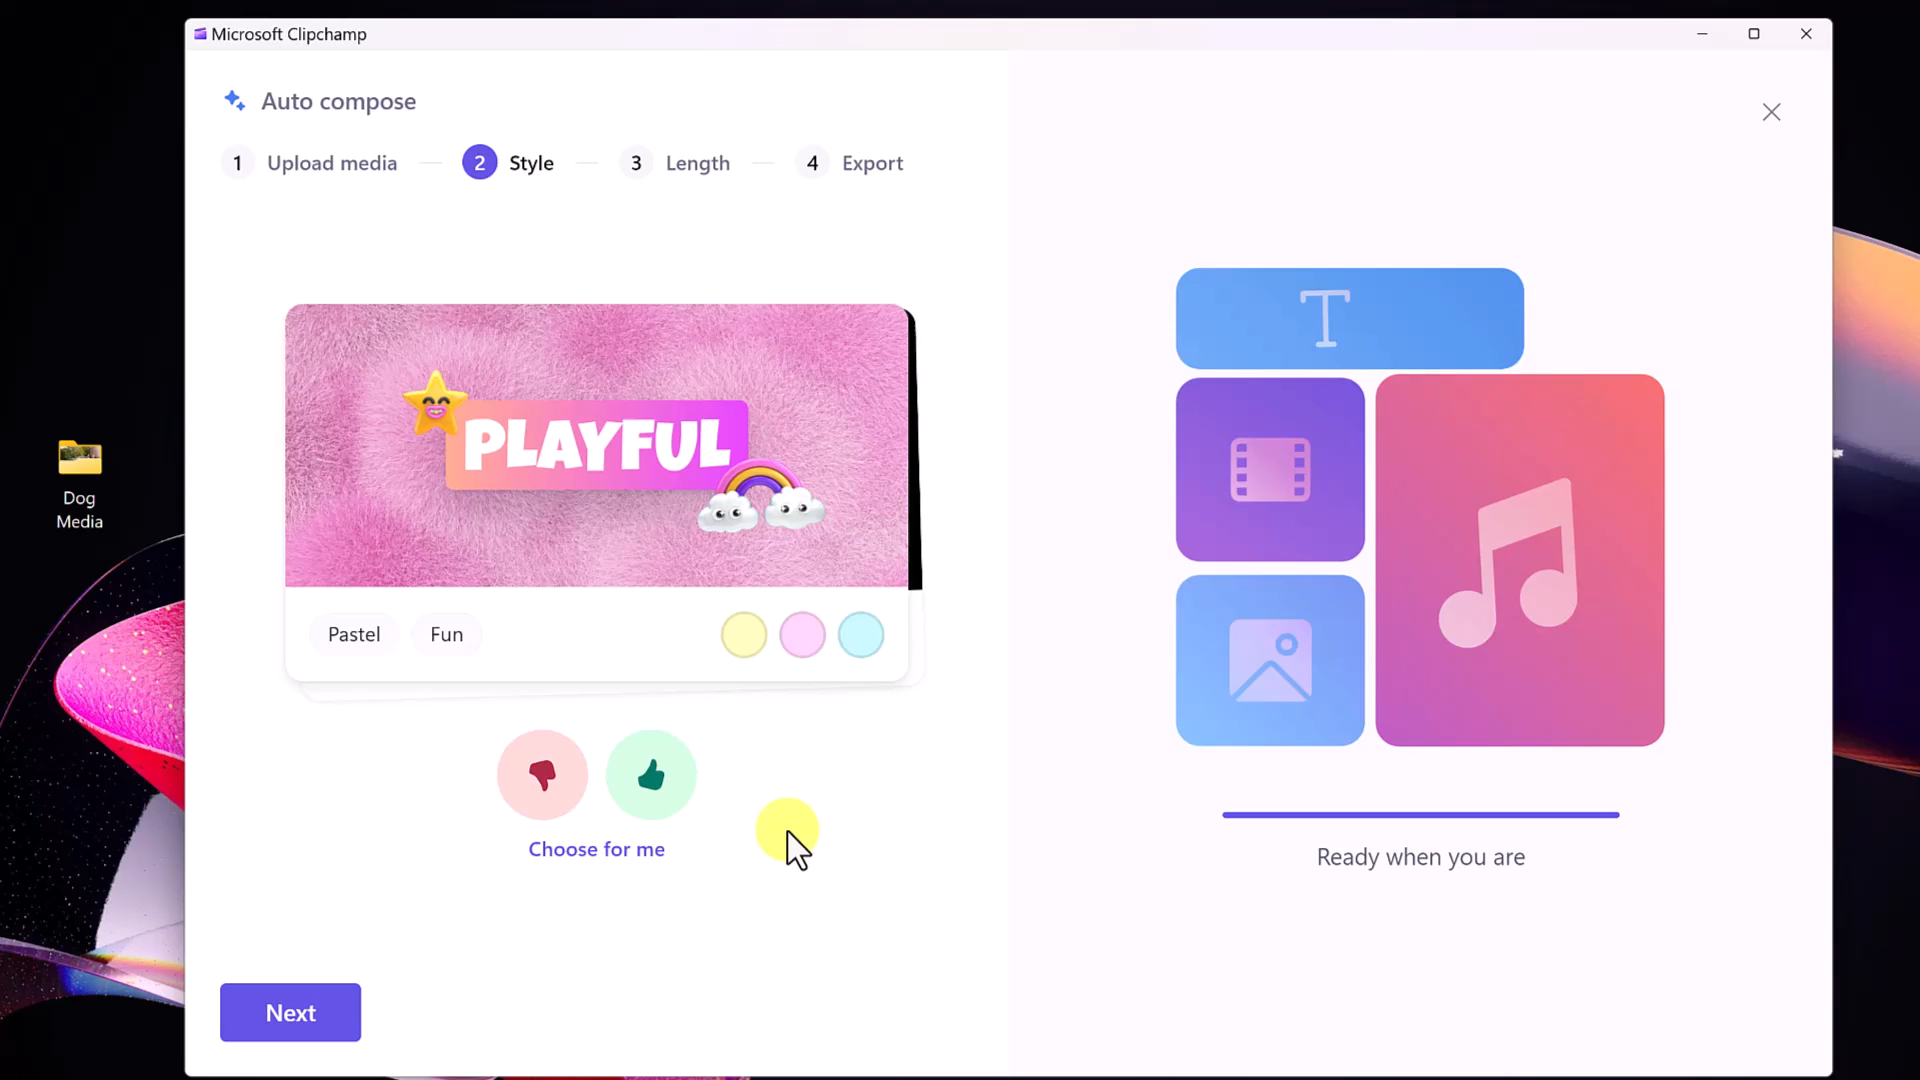 Microsoft Clipchamp
Auto compose
1 Upload media 2 Style 3 Length 4 Export
T
PLAYFUL
Dog
Media
Pastel Fun
Choose for me
Ready when you are
Next